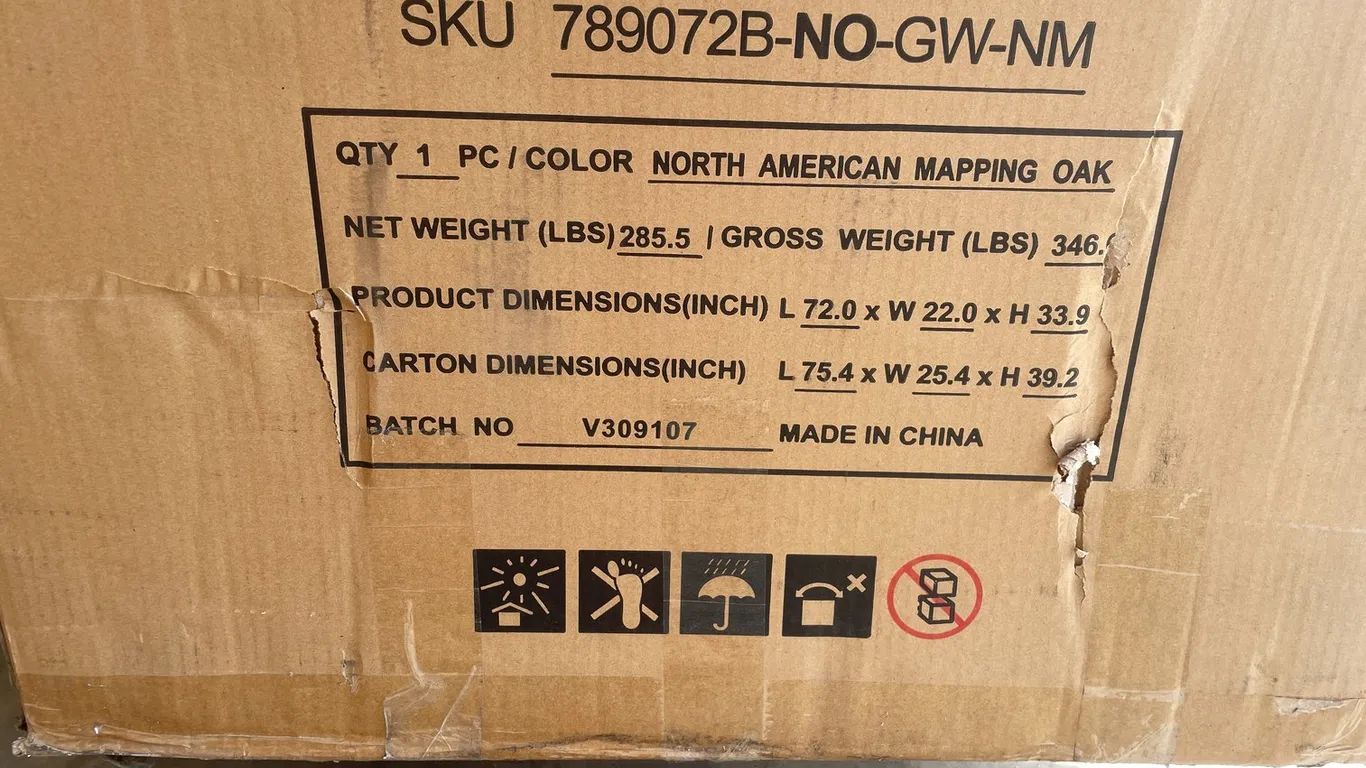 SKU 789072B-NO-GW-NM
QTY 1 PC / COLOR NORTH AMERICAN MAPPING OAK
NET WEIGHT (LBS) 285.5 / GROSS WEIGHT (LBS) 346.
PRODUCT DIMENSIONS(INCH) L 72.0 x W 22.0 x H 33.9
CARTON DIMENSIONS(INCH) L 75.4 x W 25.4 x H 39.2
BATCH NO V309107 MADE IN CHINA